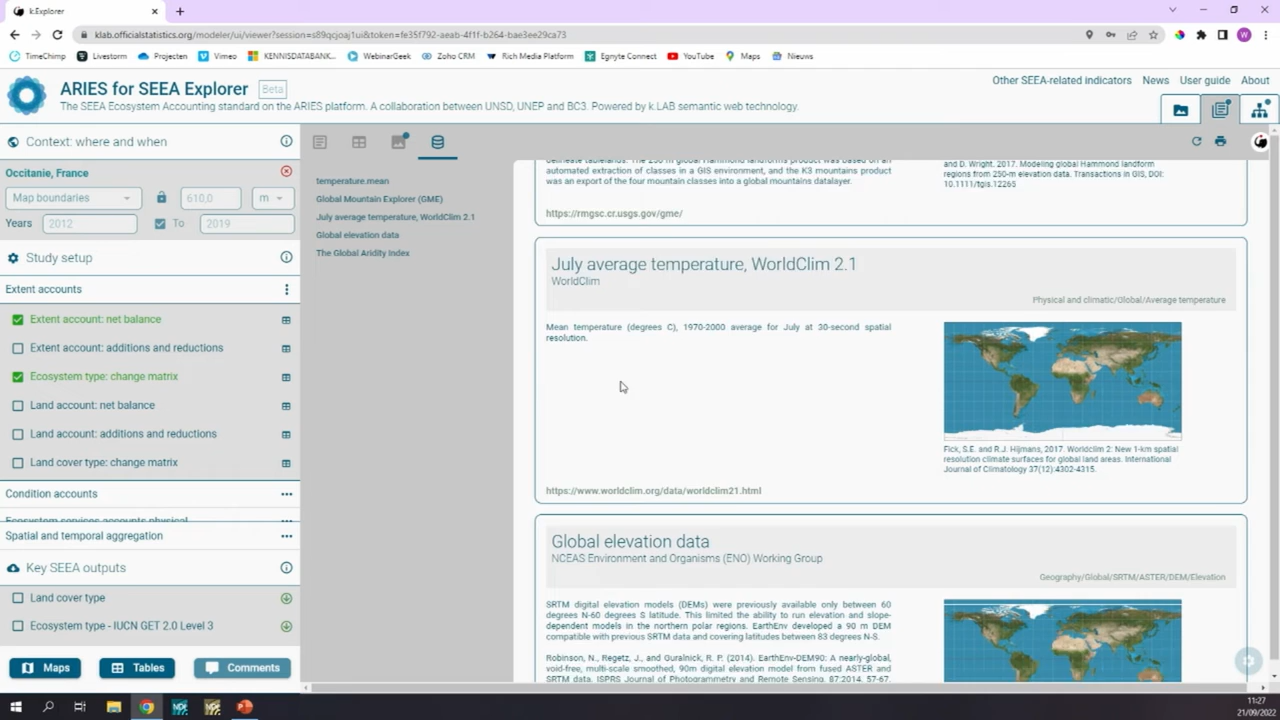 k.Explorer
klab.officialstatistics.org/modeler/ui/viewer?session=s89qcjoaj1ui&token=fe35f792-aeab-4f1f-b264-bae3ee29ca73
TimeChimp
Livestorm
Projecten
Vimeo
KENNISDATABANK...
WebinarGeek
Zoho CRM
Rich Media Platform
Egnyte Connect
YouTube
Maps
Nieuws
ARIES for SEEA Explorer
Beta
The SEEA Ecosystem Accounting standard on the ARIES platform. A collaboration between UNSD, UNEP and BC3. Powered by k.LAB semantic web technology.
Other SEEA-related indicators
News
User guide
About
Context: where and when
Occitanie, France
Map boundaries
610,0
m
Years
2012
To
2019
Study setup
Extent accounts
Extent account: net balance
Extent account: additions and reductions
Ecosystem type: change matrix
Land account: net balance
Land account: additions and reductions
Land cover type: change matrix
Condition accounts
Ecosystem services accounts physical
Spatial and temporal aggregation
Key SEEA outputs
Land cover type
Ecosystem type - IUCN GET 2.0 Level 3
Maps
Tables
Comments
temperature.mean
Global Mountain Explorer (GME)
July average temperature, WorldClim 2.1
Global elevation data
The Global Aridity Index
delineate tablelands. The 250 m global Hammond landforms product was based on an
automated extraction of classes in a GIS environment, and the K3 mountains product
was an export of the four mountain classes into a global mountains datalayer.
and D. Wright. 2017. Modeling global Hammond landform
regions from 250-m elevation data. Transactions in GIS, DOI:
10.1111/tgis.12265
https://rmgsc.cr.usgs.gov/gme/
July average temperature, WorldClim 2.1
WorldClim
Physical and climatic/Global/Average temperature
Mean temperature (degrees C), 1970-2000 average for July at 30-second spatial
resolution.
Fick, S.E. and R.J. Hijmans, 2017. Worldclim 2: New 1-km spatial
resolution climate surfaces for global land areas. International
Journal of Climatology 37(12):4302-4315.
https://www.worldclim.org/data/worldclim21.html
Global elevation data
NCEAS Environment and Organisms (ENO) Working Group
Geography/Global/SRTM/ASTER/DEM/Elevation
SRTM digital elevation models (DEMs) were previously available only between 60
degrees N-60 degrees S latitude. This limited the ability to run elevation and slope-
dependent models in the northern polar regions. EarthEnv developed a 90 m DEM
compatible with previous SRTM data and covering latitudes between 83 degrees N-S.
Robinson, N., Regetz, J., and Guralnick, R. P. (2014). EarthEnv-DEM90: A nearly-global,
void-free, multi-scale smoothed, 90m digital elevation model from fused ASTER and
SRTM data. ISPRS Journal of Photogrammetry and Remote Sensing, 87:2014, 57-67.
11:27
21/09/2022